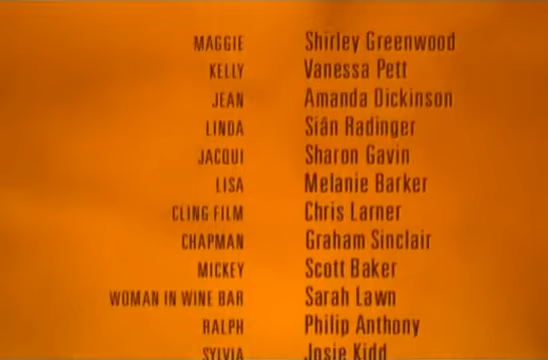 MAGGIE Shirley Greenwood
KELLY Vanessa Pett
JEAN Amanda Dickinson
LINDA Siân Radinger
JACQUI Sharon Gavin
LISA Melanie Barker
CLING FILM Chris Larner
CHAPMAN Graham Sinclair
MICKEY Scott Baker
WOMAN IN WINE BAR Sarah Lawn
RALPH Philip Anthony
SYLVIA Josie Kidd